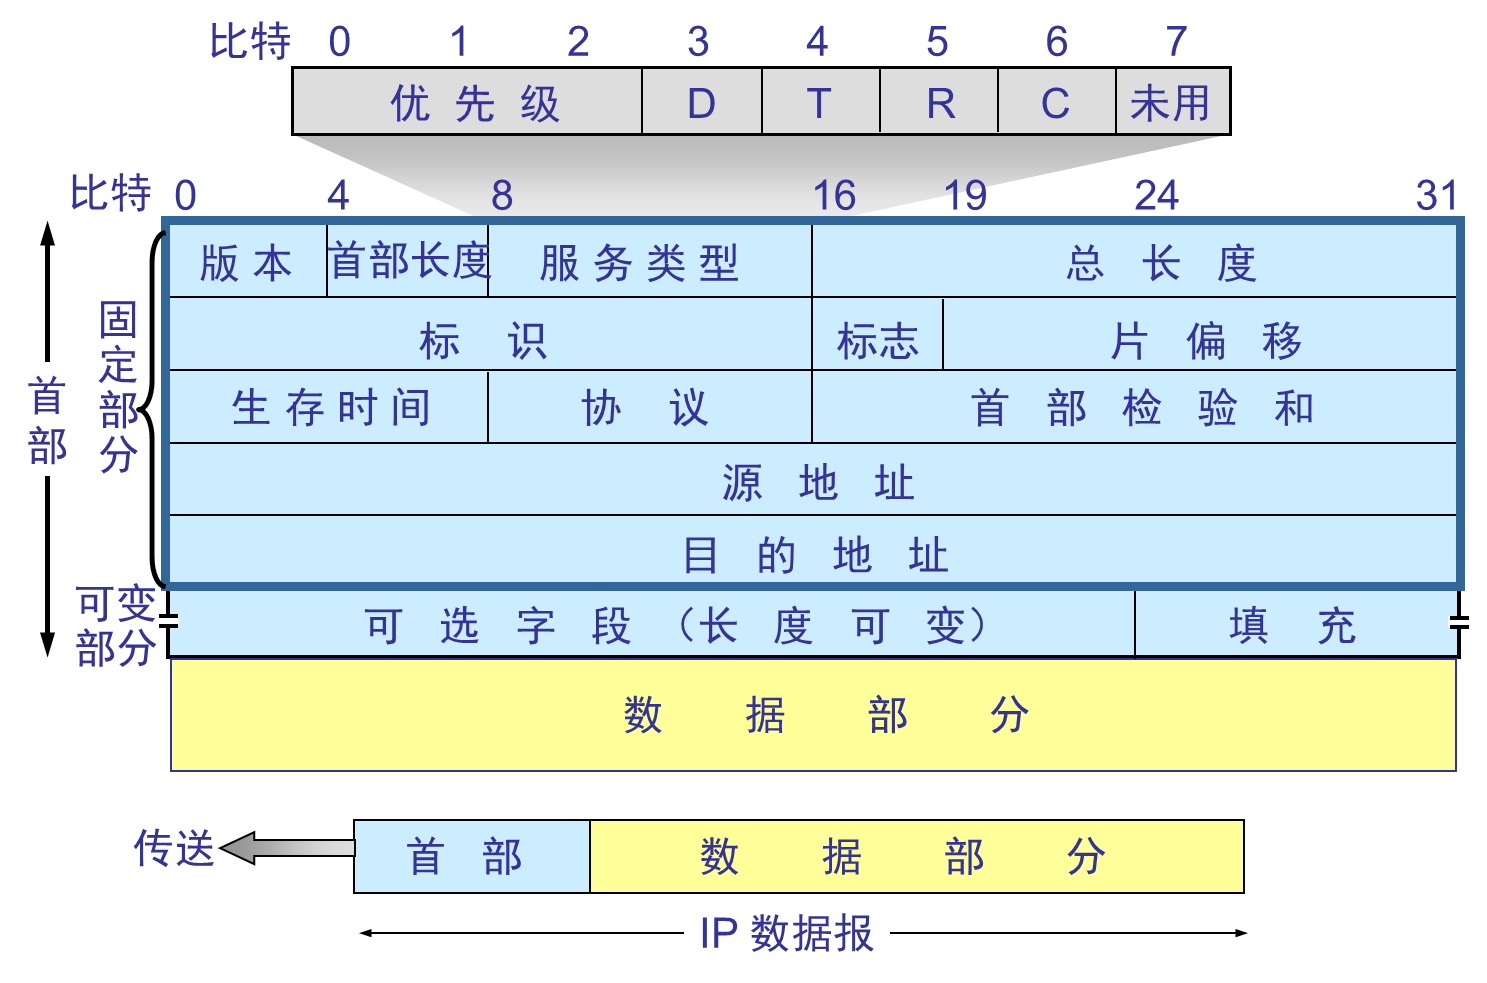 比特 0 1 2 3 4 5 6 7
优先级 D T R C 未用
比特 0 4 8 16 19 24 31
版本 首部长度 服务类型 总长度
标识 标志 片偏移
生存时间 协议 首部检验和
源地址
目的地址
首部
固定部分
可变部分
可选字段（长度可变） 填充
数据部分
传送 首部 数据部分
IP 数据报